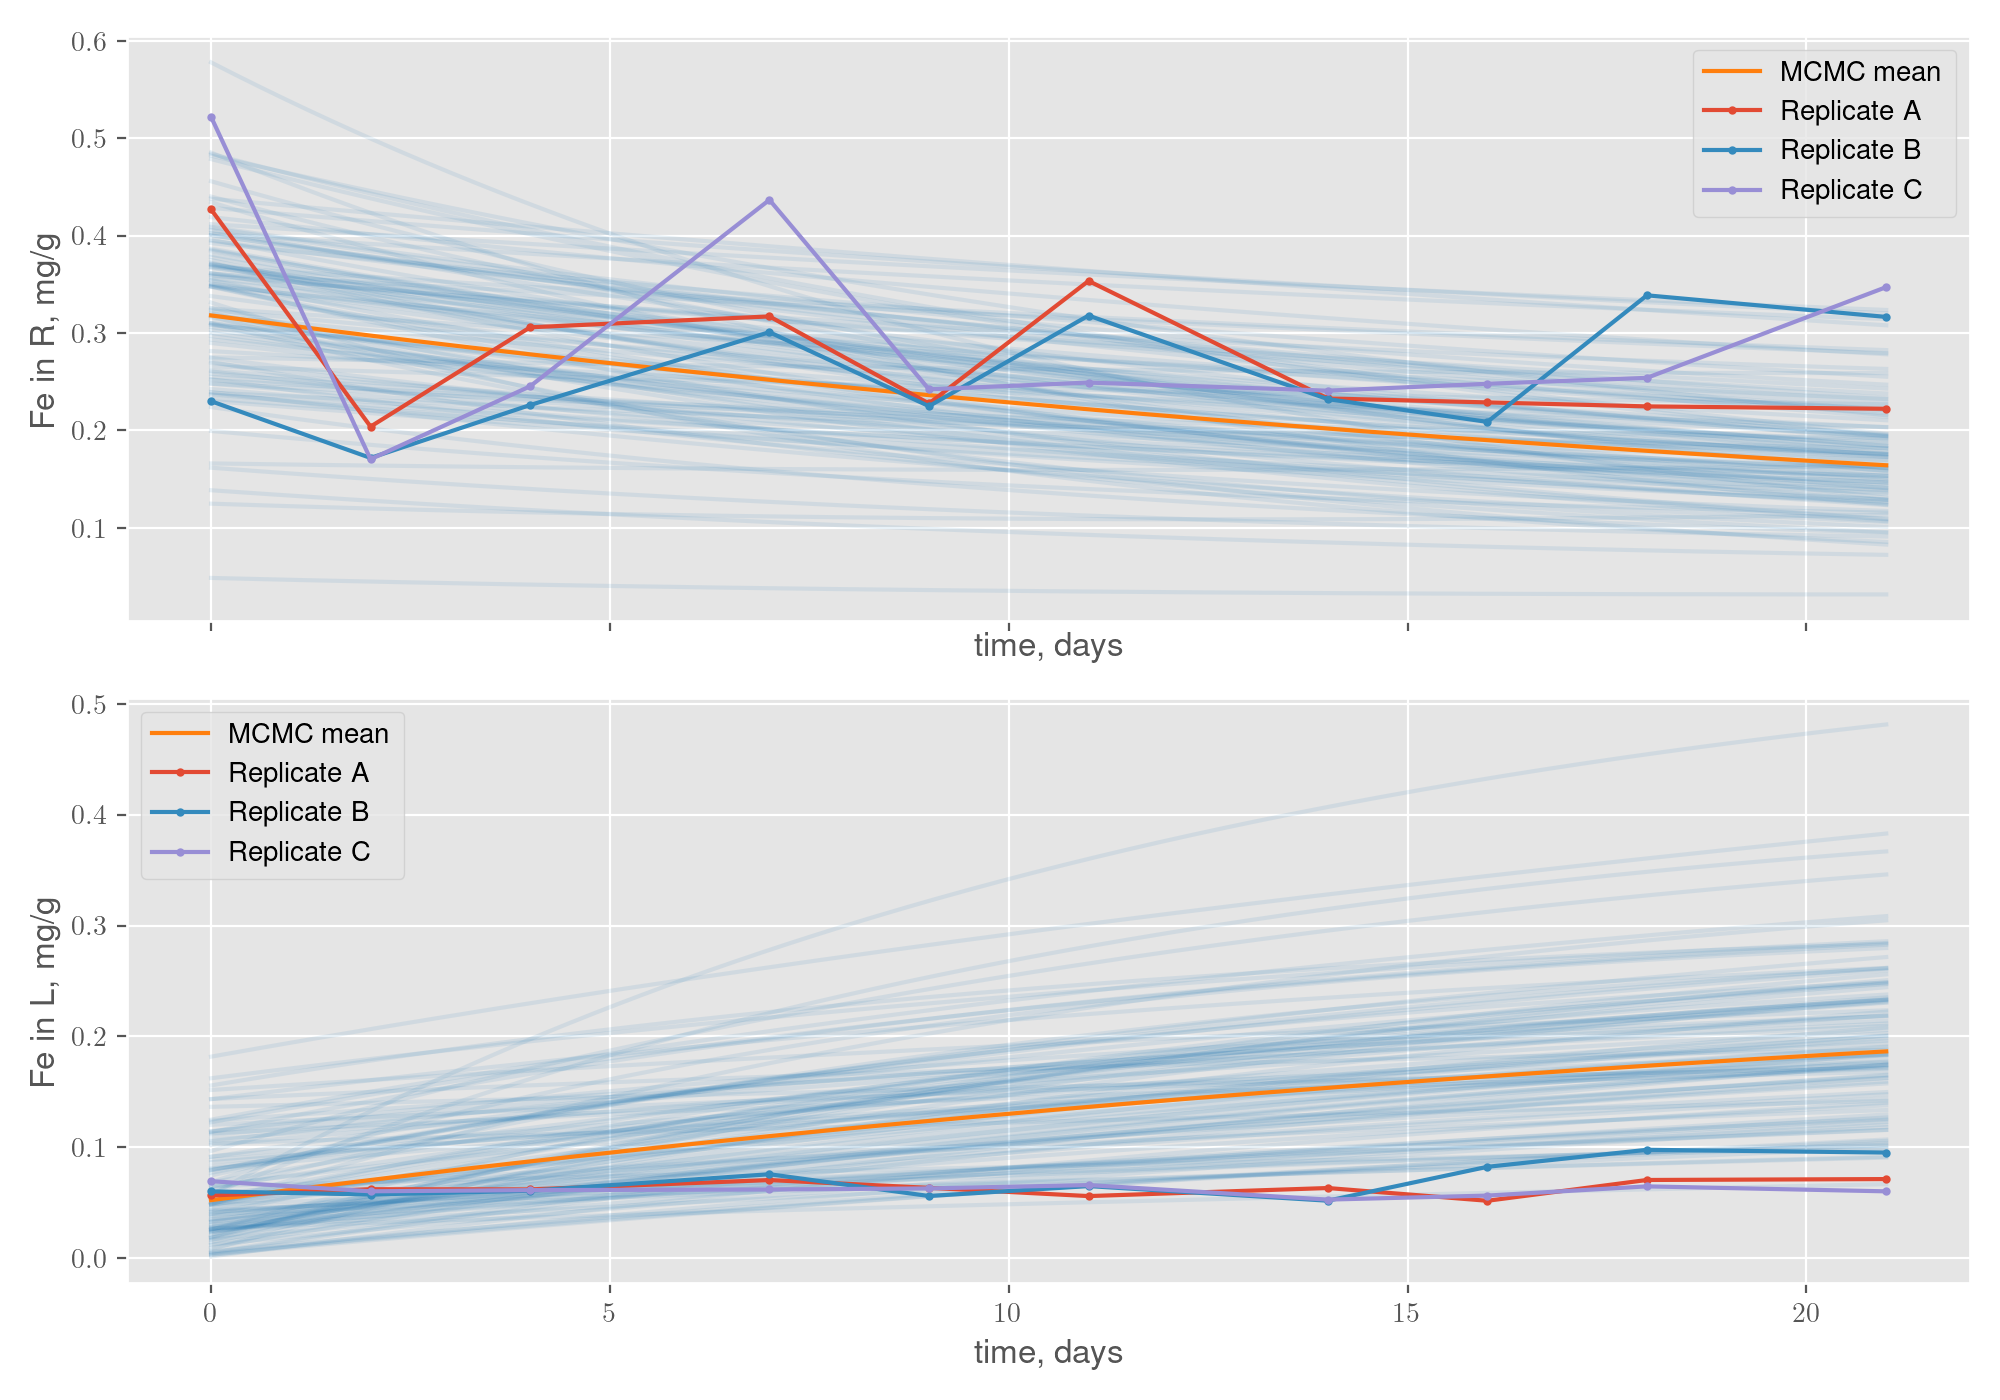 0.6
0.5
0.4
0.3
0.2
0.1
Fe in R, mg/g
MCMC mean
Replicate A
Replicate B
Replicate C
time, days
0.5
0.4
0.3
0.2
0.1
0.0
Fe in L, mg/g
MCMC mean
Replicate A
Replicate B
Replicate C
0 5 10 15 20
time, days